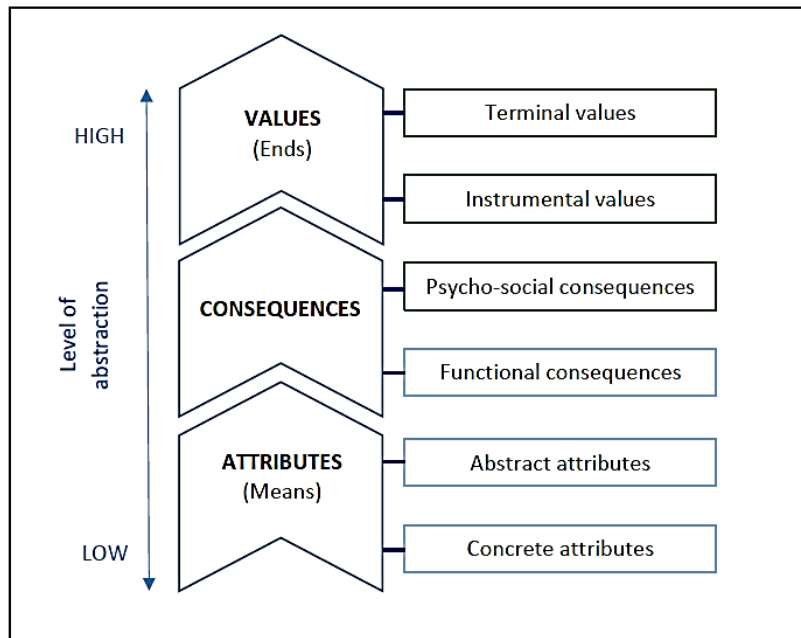 HIGH
Level of
abstraction
LOW
VALUES
(Ends)
Terminal values
Instrumental values
CONSEQUENCES
Psycho-social consequences
Functional consequences
ATTRIBUTES
(Means)
Abstract attributes
Concrete attributes